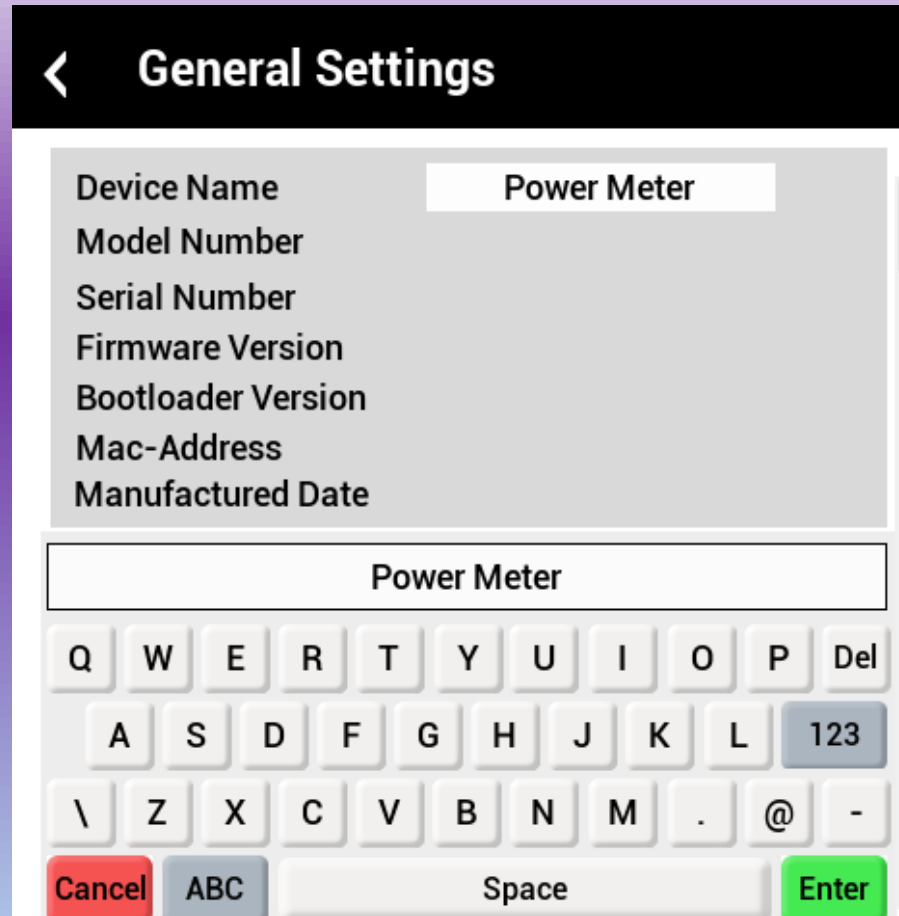 General Settings
Device Name Power Meter
Model Number
Serial Number
Firmware Version
Bootloader Version
Mac-Address
Manufactured Date
Power Meter
Q W E R T Y U I O P Del
A S D F G H J K L 123
\ Z X C V B N M . @ -
Cancel ABC Space Enter